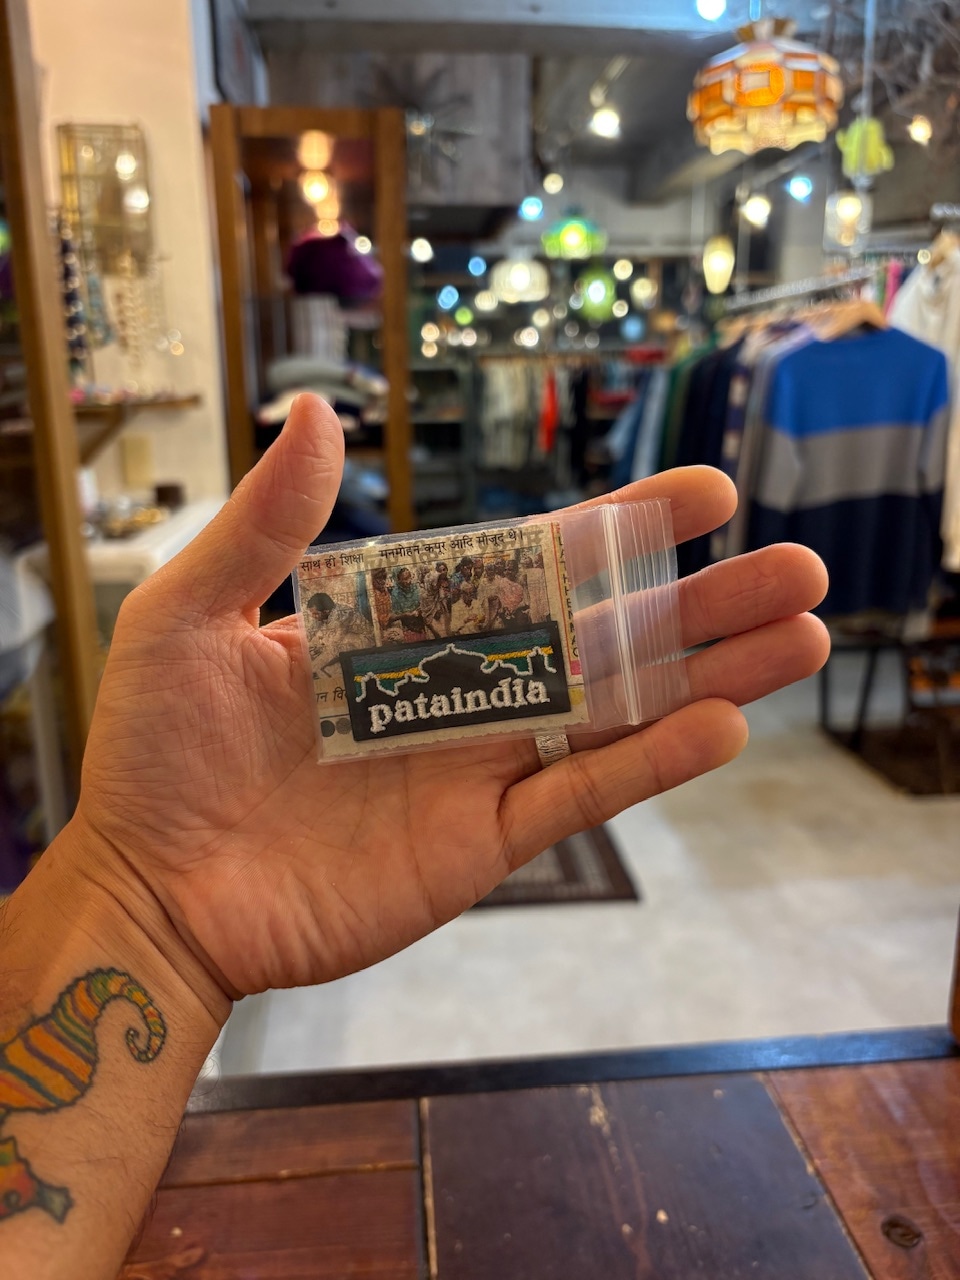 साथ ही शिक्षा
मनमोहन कपूर आदि मौजूद थे।
pataindia